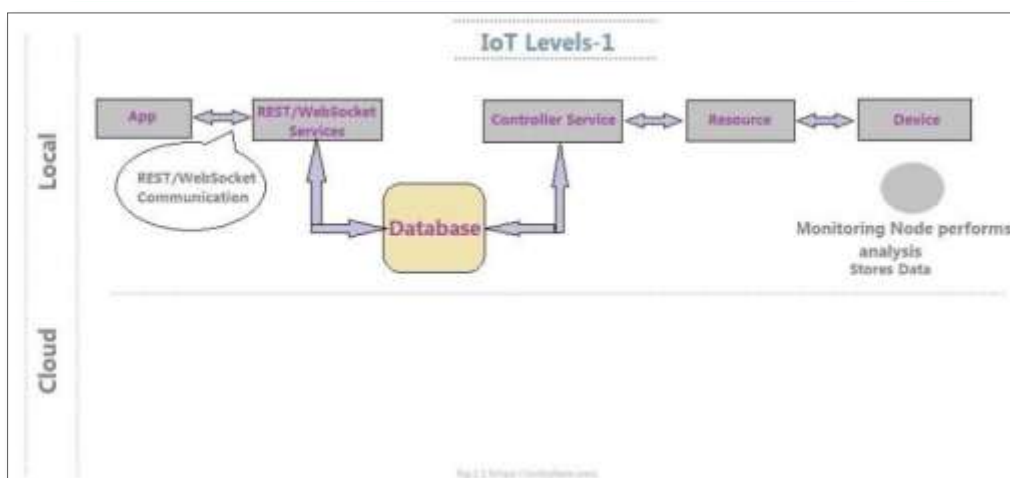 IoT Levels-1
Local
App
REST/WebSocket
Services
Controller Service
Resource
Device
REST/WebSocket
Communication
Database
Monitoring Node performs
analysis
Stores Data
Cloud